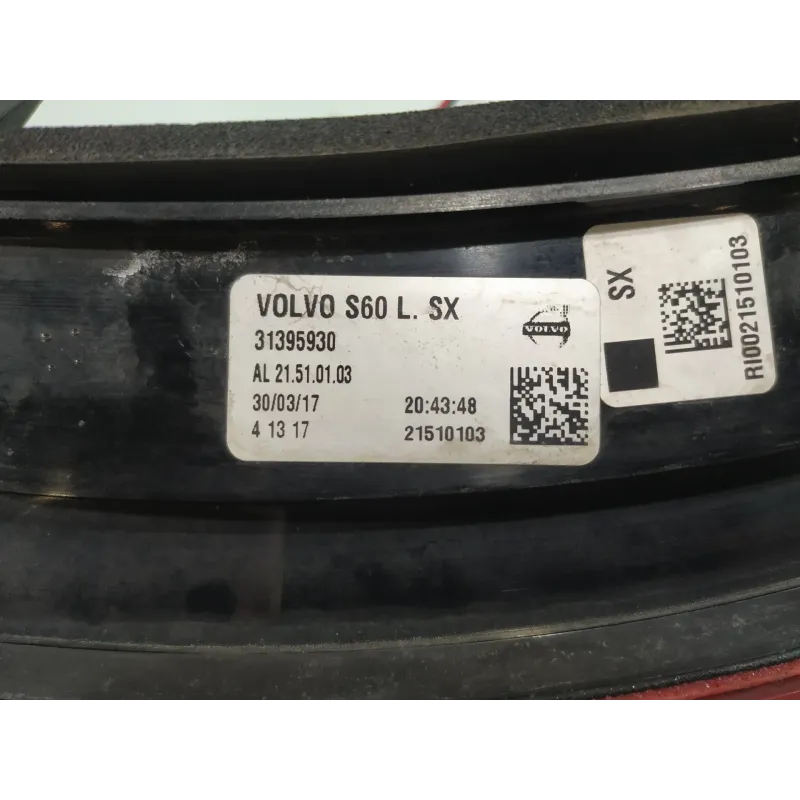 VOLVO S60 L. SX
31395930
VOLVO
AL 21.51.01.03
30/03/17 20:43:48
4 13 17 21510103
SX
RI0021510103